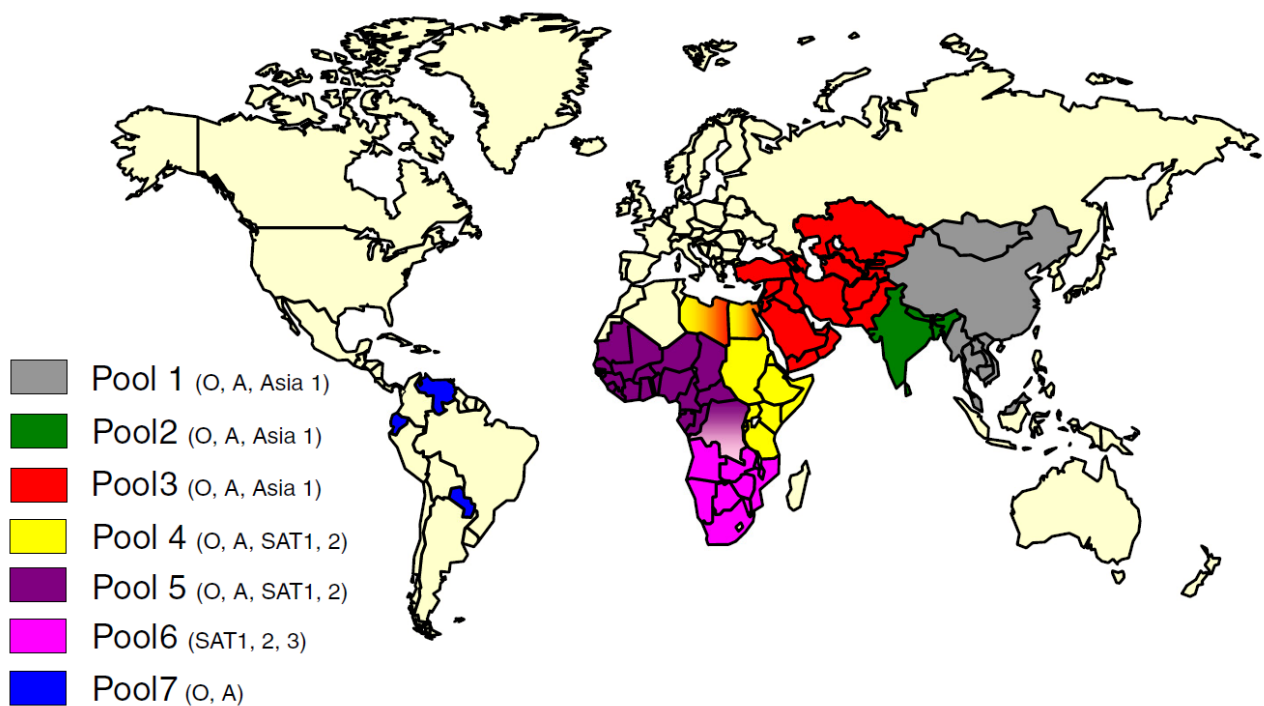 Pool 1 (O, A, Asia 1)
Pool2 (O, A, Asia 1)
Pool3 (O, A, Asia 1)
Pool 4 (O, A, SAT1, 2)
Pool 5 (O, A, SAT1, 2)
Pool6 (SAT1, 2, 3)
Pool7 (O, A)